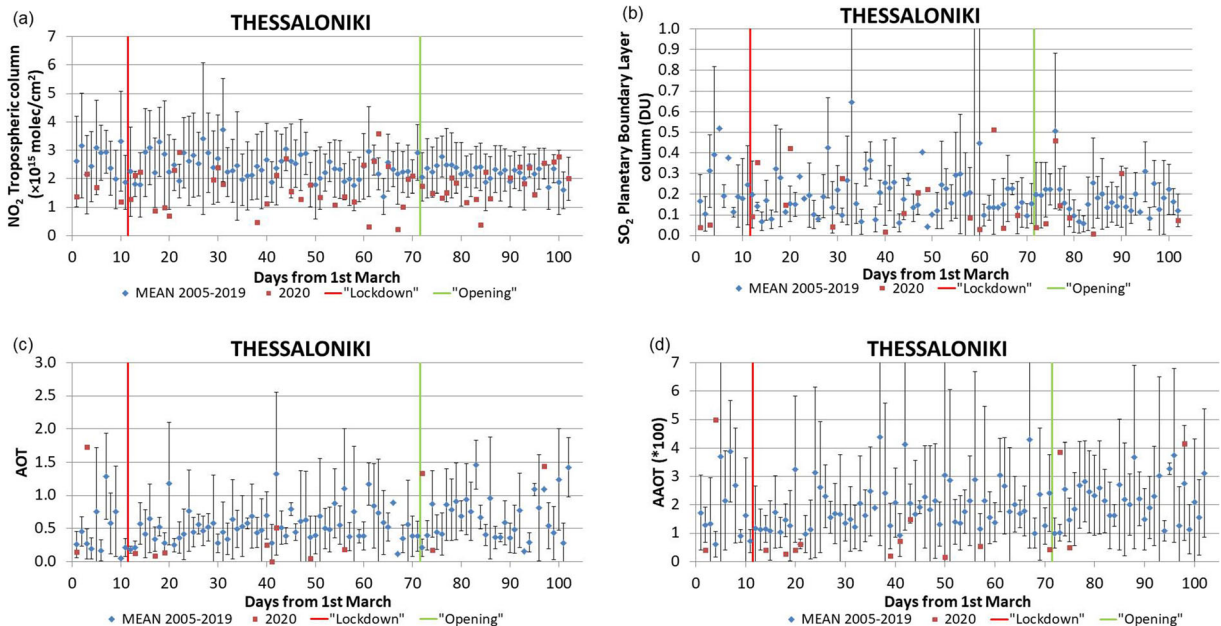 (a)
THESSALONIKI
NO₂ Tropospheric column
(×10¹⁵ molec/cm²)
7
6
5
4
3
2
1
0
0 10 20 30 40 50 60 70 80 90 100
Days from 1st March
MEAN 2005-2019 2020 "Lockdown" "Opening"
(b)
THESSALONIKI
SO₂ Planetary Boundary Layer
column (DU)
1.0
0.9
0.8
0.7
0.6
0.5
0.4
0.3
0.2
0.1
0.0
0 10 20 30 40 50 60 70 80 90 100
Days from 1st March
MEAN 2005-2019 2020 "Lockdown" "Opening"
(c)
THESSALONIKI
AOT
3.0
2.5
2.0
1.5
1.0
0.5
0.0
0 10 20 30 40 50 60 70 80 90 100
Days from 1st March
MEAN 2005-2019 2020 "Lockdown" "Opening"
(d)
THESSALONIKI
AAOT (*100)
7
6
5
4
3
2
1
0
0 10 20 30 40 50 60 70 80 90 100
Days from 1st March
MEAN 2005-2019 2020 "Lockdown" "Opening"